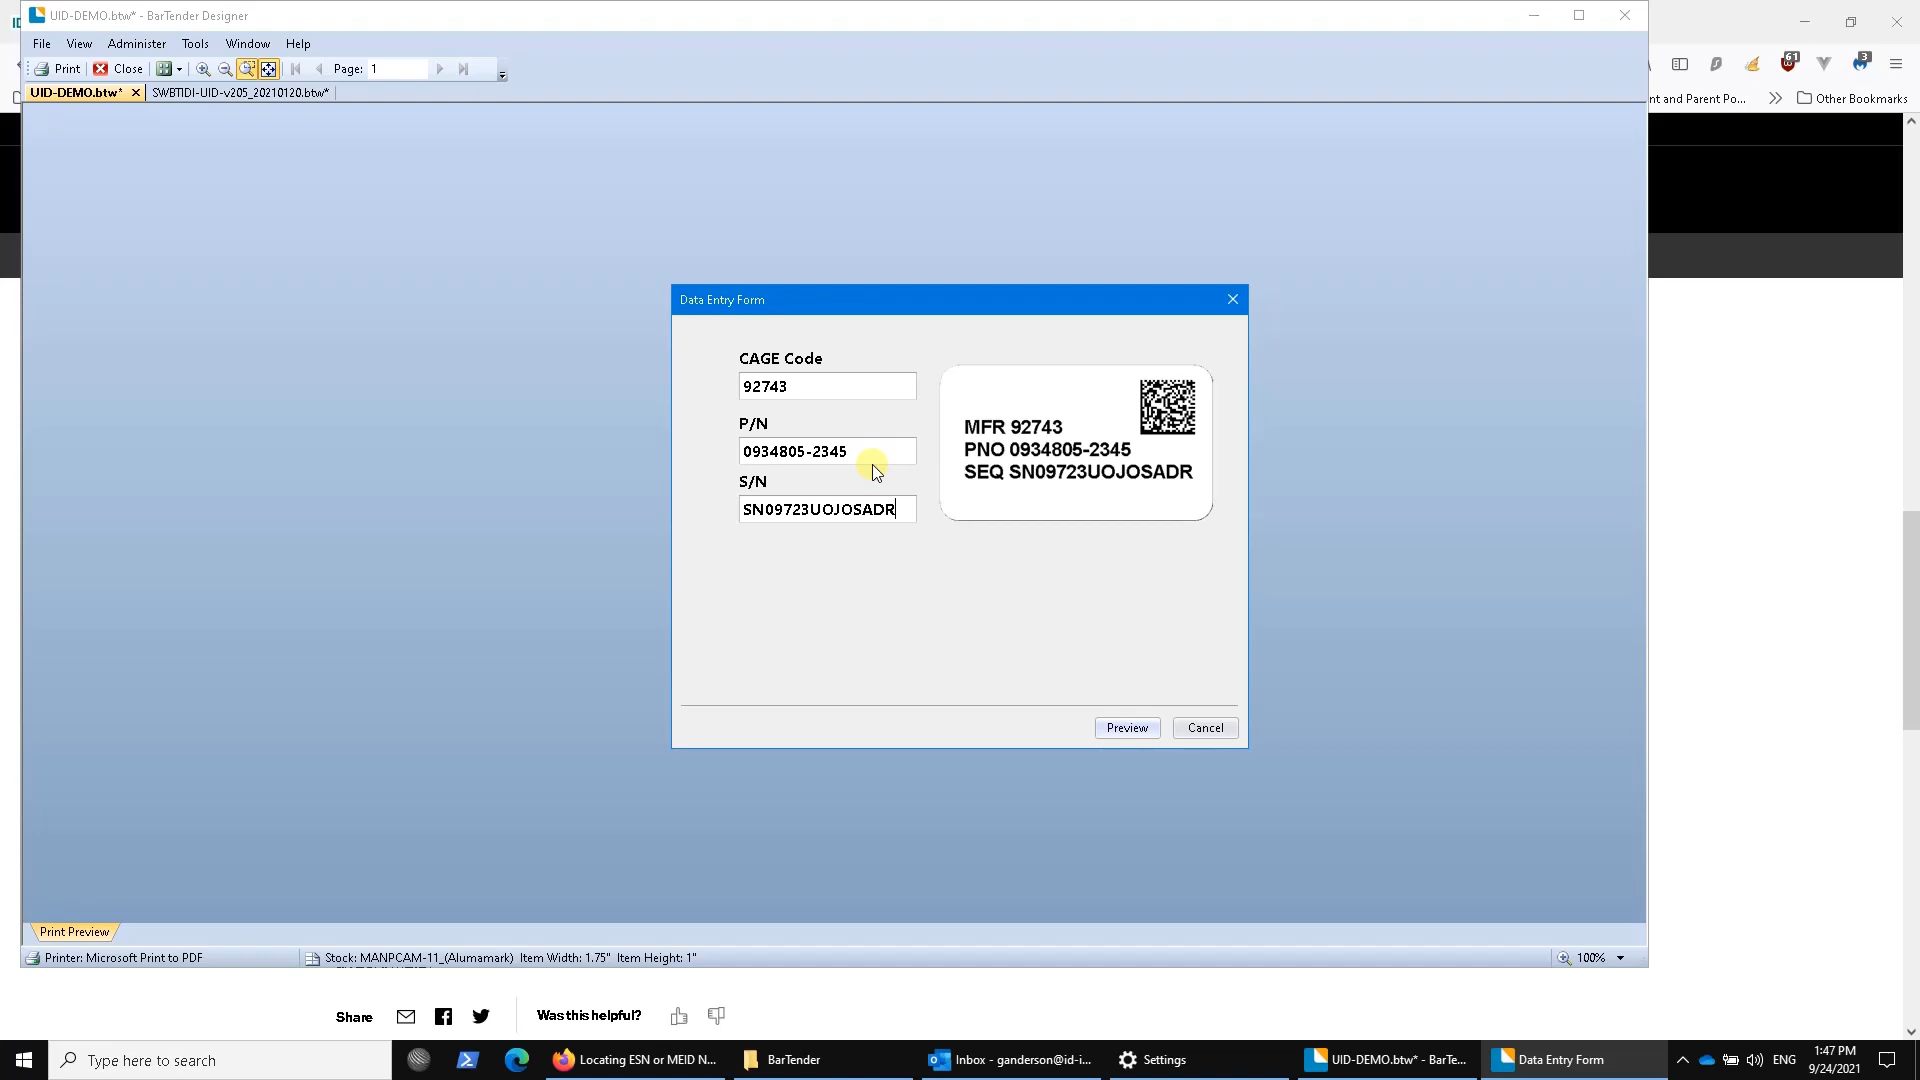 UID-DEMO.btw* - BarTender Designer
File View Administer Tools Window Help
Print Close Page: 1
61
3
UID-DEMO.btw* SWBTIDI-UID-v205_20210120.btw*
nt and Parent Po... Other Bookmarks
Data Entry Form
CAGE Code
92743
P/N
0934805-2345
S/N
SN09723UOJOSADR
MFR 92743
PNO 0934805-2345
SEQ SN09723UOJOSADR
Preview Cancel
Print Preview
Printer: Microsoft Print to PDF Stock: MANPCAM-11_(Alumamark) Item Width: 1.75" Item Height: 1" 100%
Share Was this helpful?
Type here to search Locating ESN or MEID N... BarTender Inbox - ganderson@id-i... Settings UID-DEMO.btw* - BarTe... Data Entry Form ENG
1:47 PM
9/24/2021